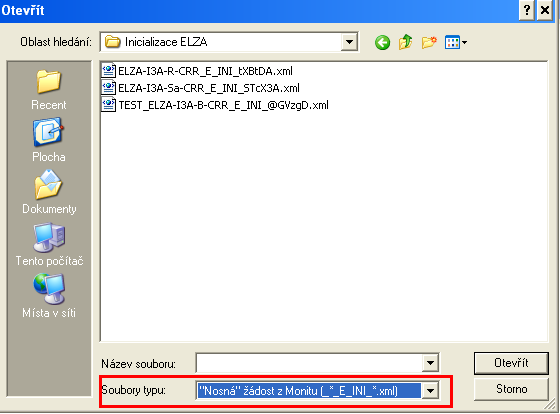 Otevřít
Oblast hledání:
Inicializace ELZA
ELZA-I3A-R-CRR_E_INI_tXBtDA.xml
ELZA-I3A-Sa-CRR_E_INI_STcX3A.xml
TEST_ELZA-I3A-B-CRR_E_INI_@GVzgD.xml
Recent
Plocha
Dokumenty
Tento počítač
Místa v síti
Název souboru:
Otevřít
Soubory typu:
"Nosná" žádost z Monitu (_*_E_INI_*.xml)
Storno